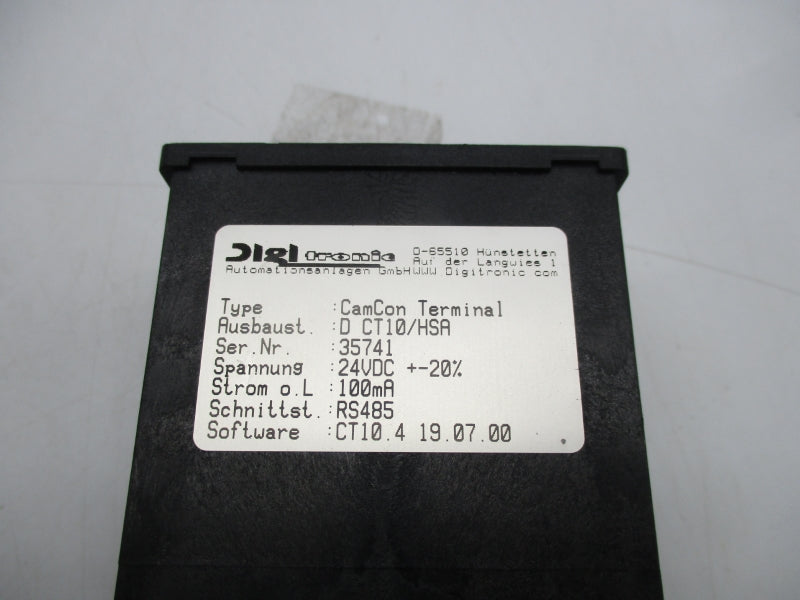 Digitronic D-65510 Hünstetten
Auf der Langwies 1
Automationsanlagen GmbH WWW Digitronic com
Type :CamCon Terminal
Ausbaust. :D CT10/HSA
Ser.Nr. :35741
Spannung :24VDC +-20%
Strom o.L :100mA
Schnittst.:RS485
Software :CT10.4 19.07.00